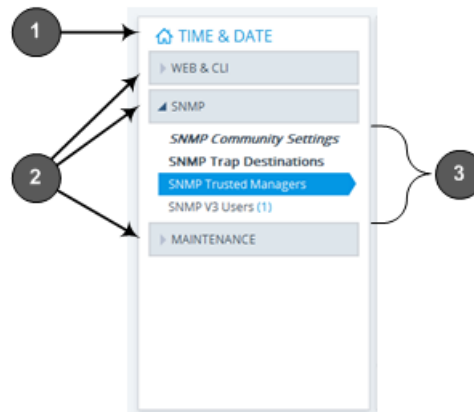 1
TIME & DATE
WEB & CLI
SNMP
2
SNMP Community Settings
SNMP Trap Destinations
3
SNMP Trusted Managers
SNMP V3 Users (1)
MAINTENANCE